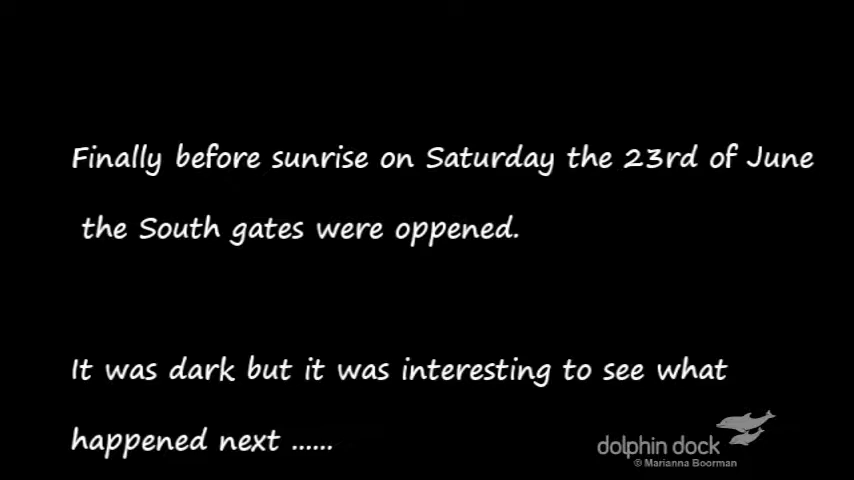 Finally before sunrise on Saturday the 23rd of June
the South gates were oppened.
It was dark but it was interesting to see what
happened next ......
dolphin dock
© Marianna Boorman